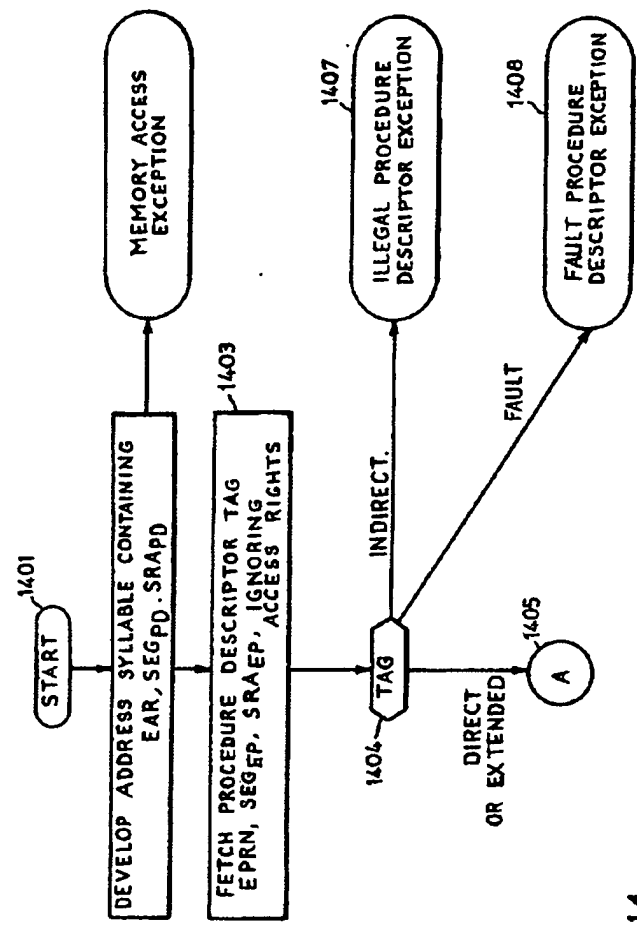 1401
START
DEVELOP ADDRESS SYLLABLE CONTAINING
EAR, SEGPD. SRAPD
MEMORY ACCESS
EXCEPTION
1403
FETCH PROCEDURE DESCRIPTOR TAG
EPRN, SEGEP, SRAEP, IGNORING
ACCESS RIGHTS
1404
TAG
INDIRECT.
1407
ILLEGAL PROCEDURE
DESCRIPTOR EXCEPTION
FAULT
1408
FAULT PROCEDURE
DESCRIPTOR EXCEPTION
DIRECT
OR EXTENDED
1405
A